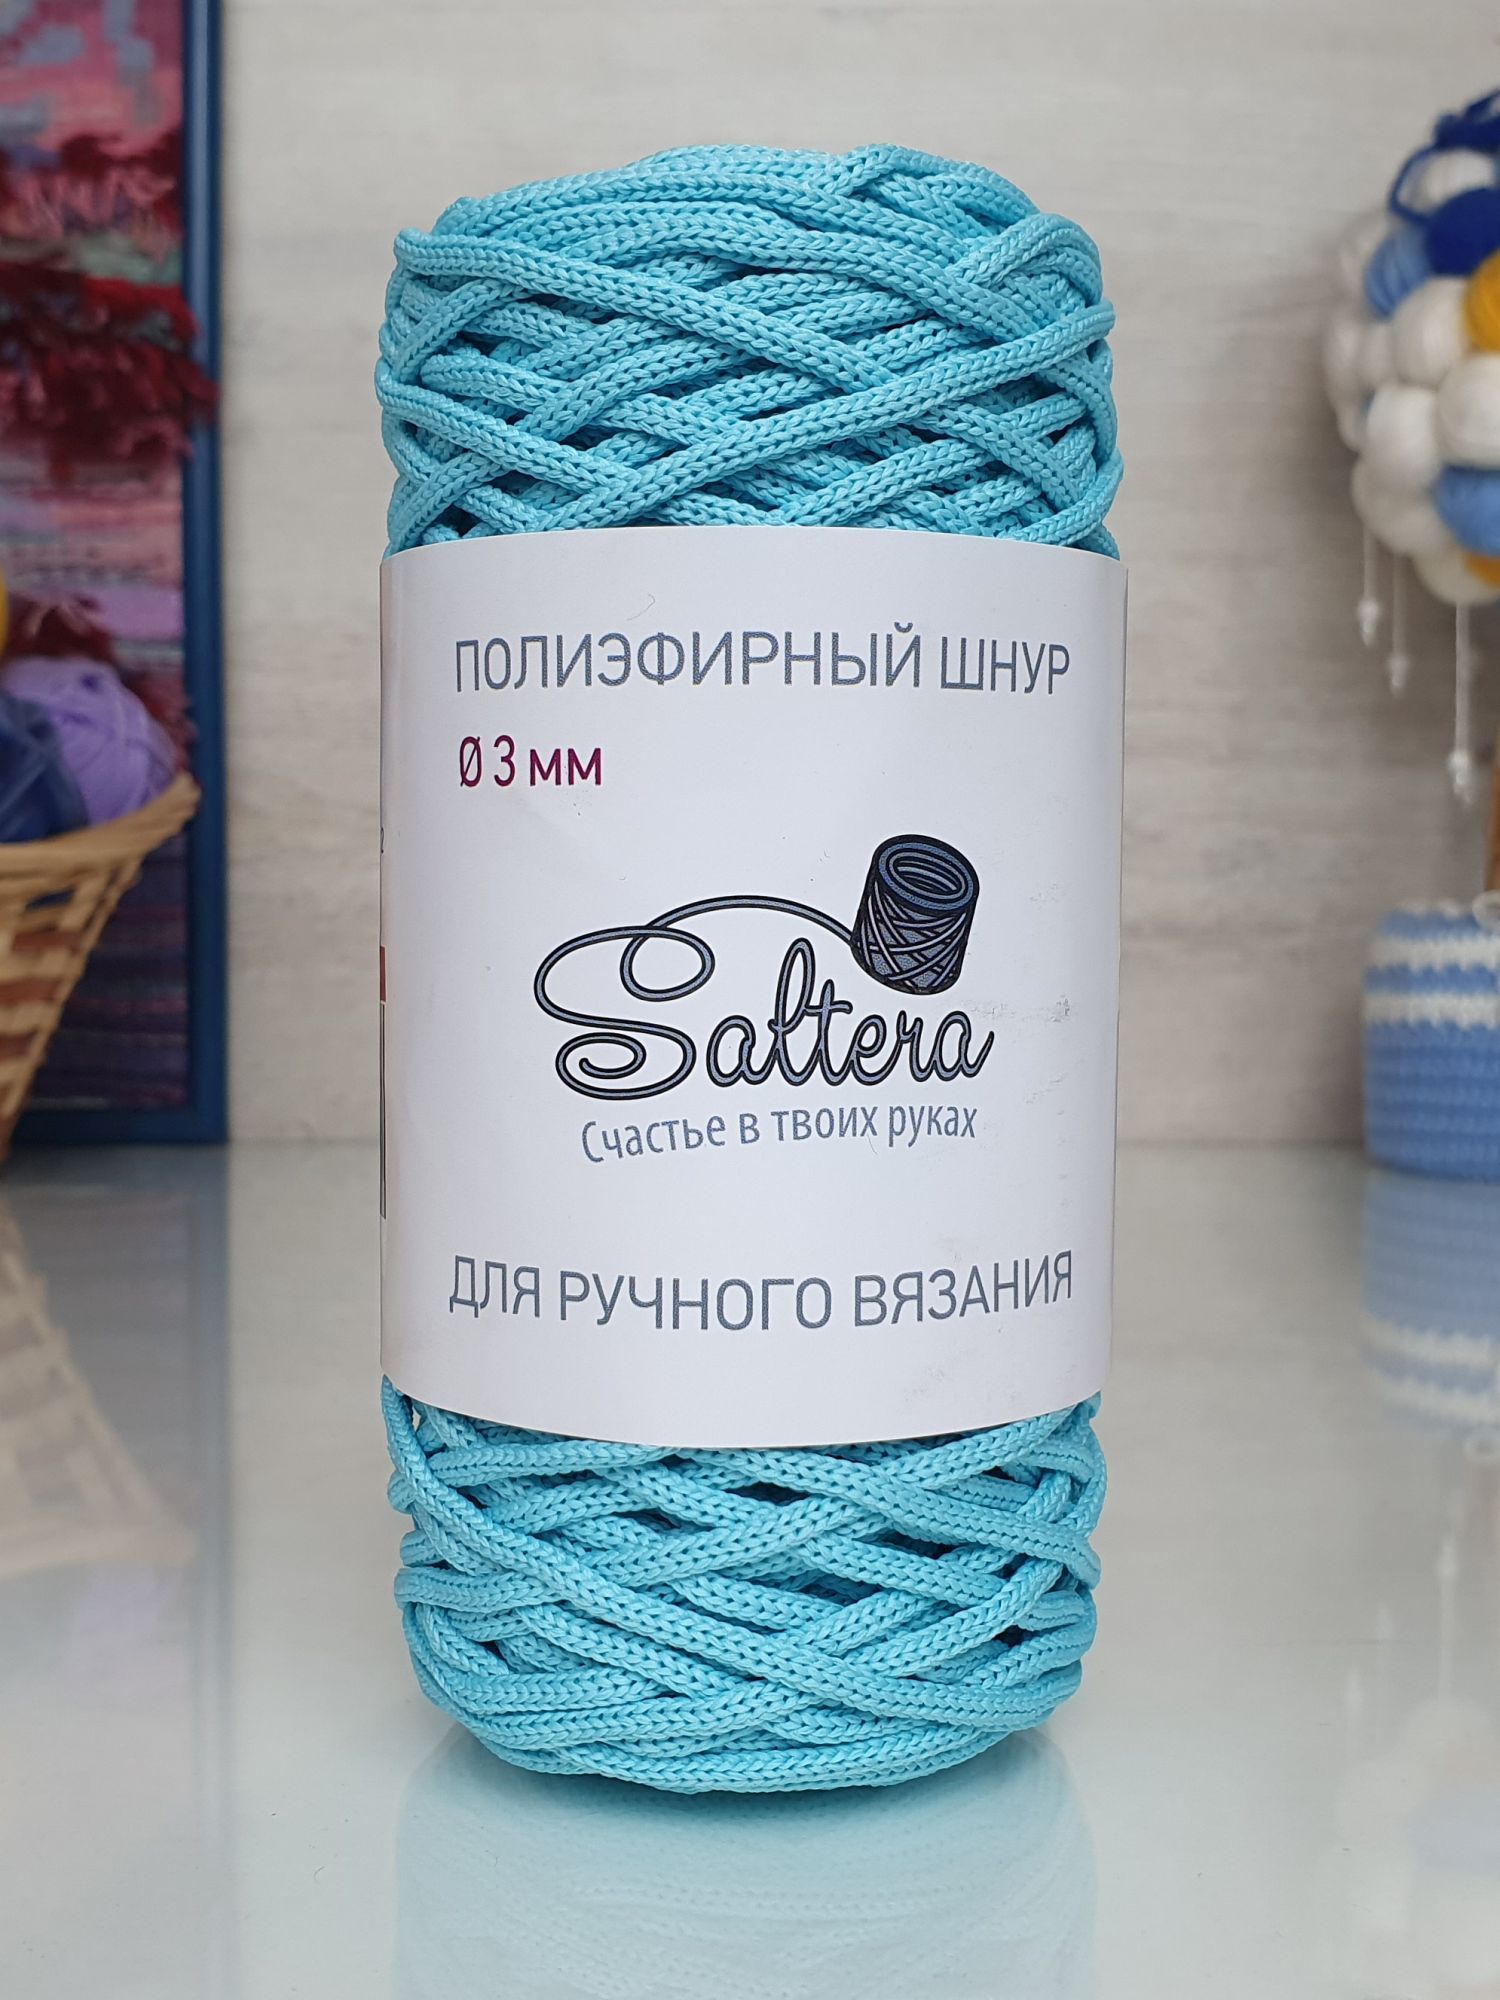 ПОЛИЭФИРНЫЙ ШНУР
Ø 3 мм
Saltera
Счастье в твоих руках
ДЛЯ РУЧНОГО ВЯЗАНИЯ